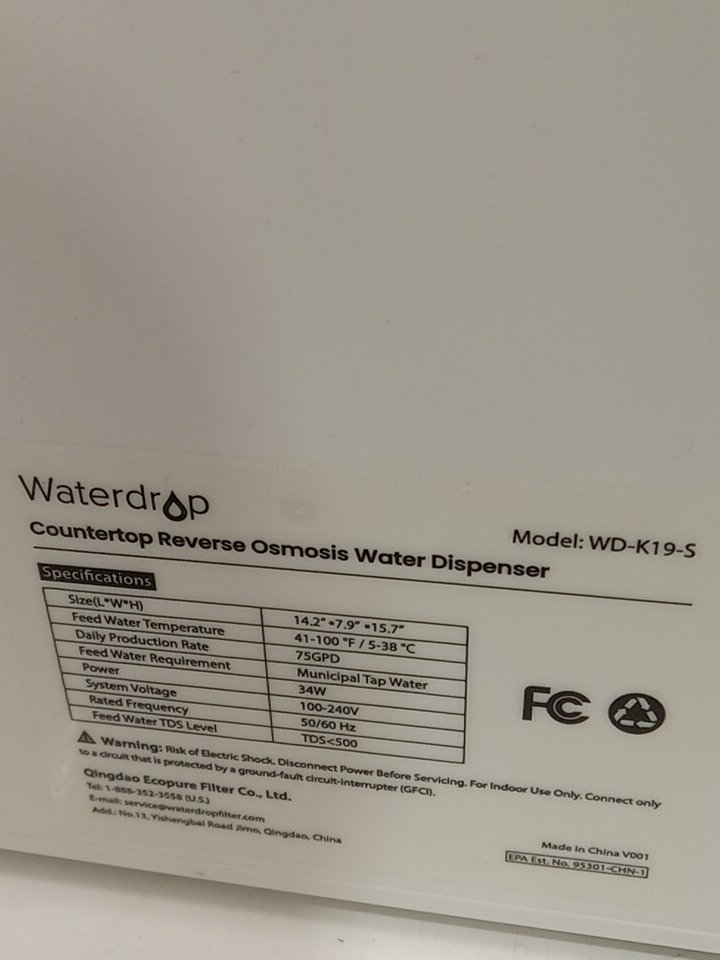 Waterdrop
Model: WD-K19-S
Countertop Reverse Osmosis Water Dispenser
Specifications
Size(L*W*H) 14.2" *7.9" *15.7"
Feed Water Temperature 41-100 °F / 5-38 °C
Daily Production Rate 75GPD
Feed Water Requirement Municipal Tap Water
Power 34W
System Voltage 100-240V
Rated Frequency 50/60 Hz
Feed Water TDS Level TDS<500
FC
Warning: Risk of Electric Shock. Disconnect Power Before Servicing. For Indoor Use Only. Connect only
to a circuit that is protected by a ground-fault circuit-interrupter (GFCI).
Qingdao Ecopure Filter Co., Ltd.
Tel: 1-888-352-3558 (U.S.)
E-mail: service@waterdropfilter.com
Add.: No.13, Yishengbai Road Jimo, Qingdao, China
Made in China V001
EPA Est. No. 95301-CHN-1